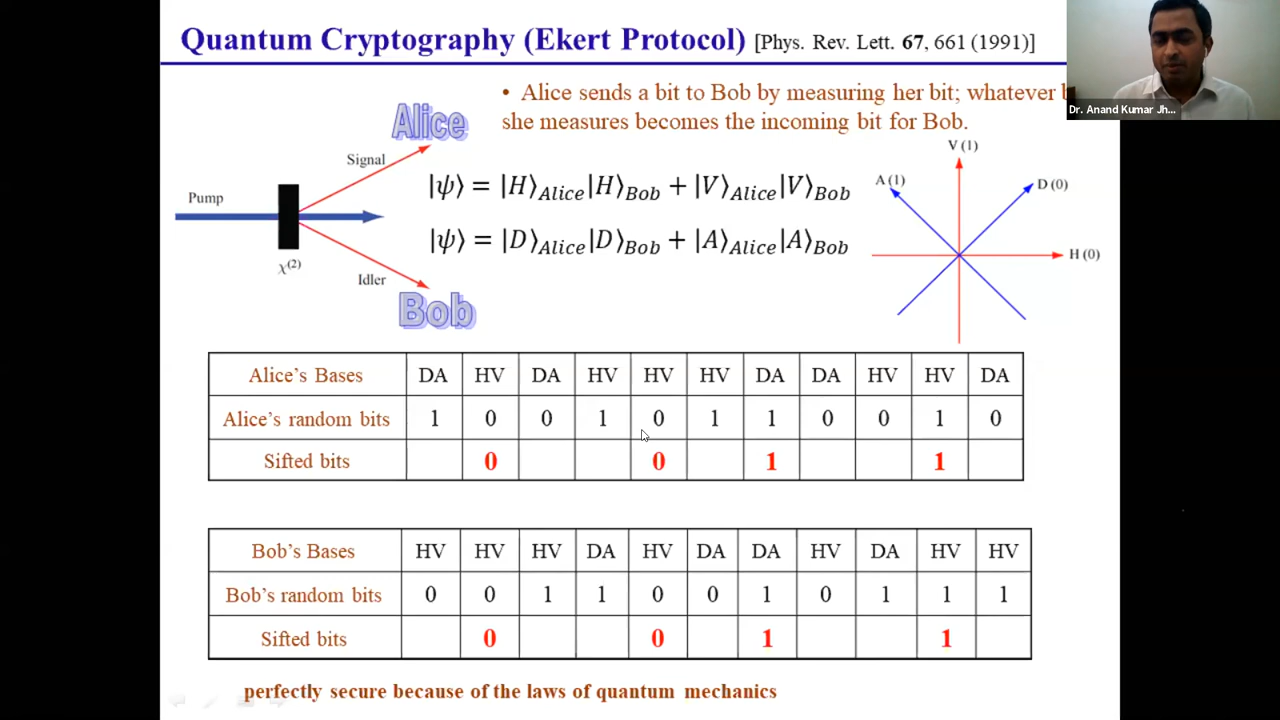 Quantum Cryptography (Ekert Protocol) [Phys. Rev. Lett. 67, 661 (1991)]
• Alice sends a bit to Bob by measuring her bit; whatever
she measures becomes the incoming bit for Bob.
Dr. Anand Kumar Jh...
Alice
Signal
Pump
χ(2)
Idler
Bob
|ψ⟩ = |H⟩Alice|H⟩Bob + |V⟩Alice|V⟩Bob
|ψ⟩ = |D⟩Alice|D⟩Bob + |A⟩Alice|A⟩Bob
V (1)
A (1)
D (0)
H (0)
Alice's Bases DA HV DA HV HV HV DA DA HV HV DA
Alice's random bits 1 0 0 1 0 1 1 0 0 1 0
Sifted bits 0 0 1 1
Bob's Bases HV HV HV DA HV DA DA HV DA HV HV
Bob's random bits 0 0 1 1 0 0 1 0 1 1 1
Sifted bits 0 0 1 1
perfectly secure because of the laws of quantum mechanics